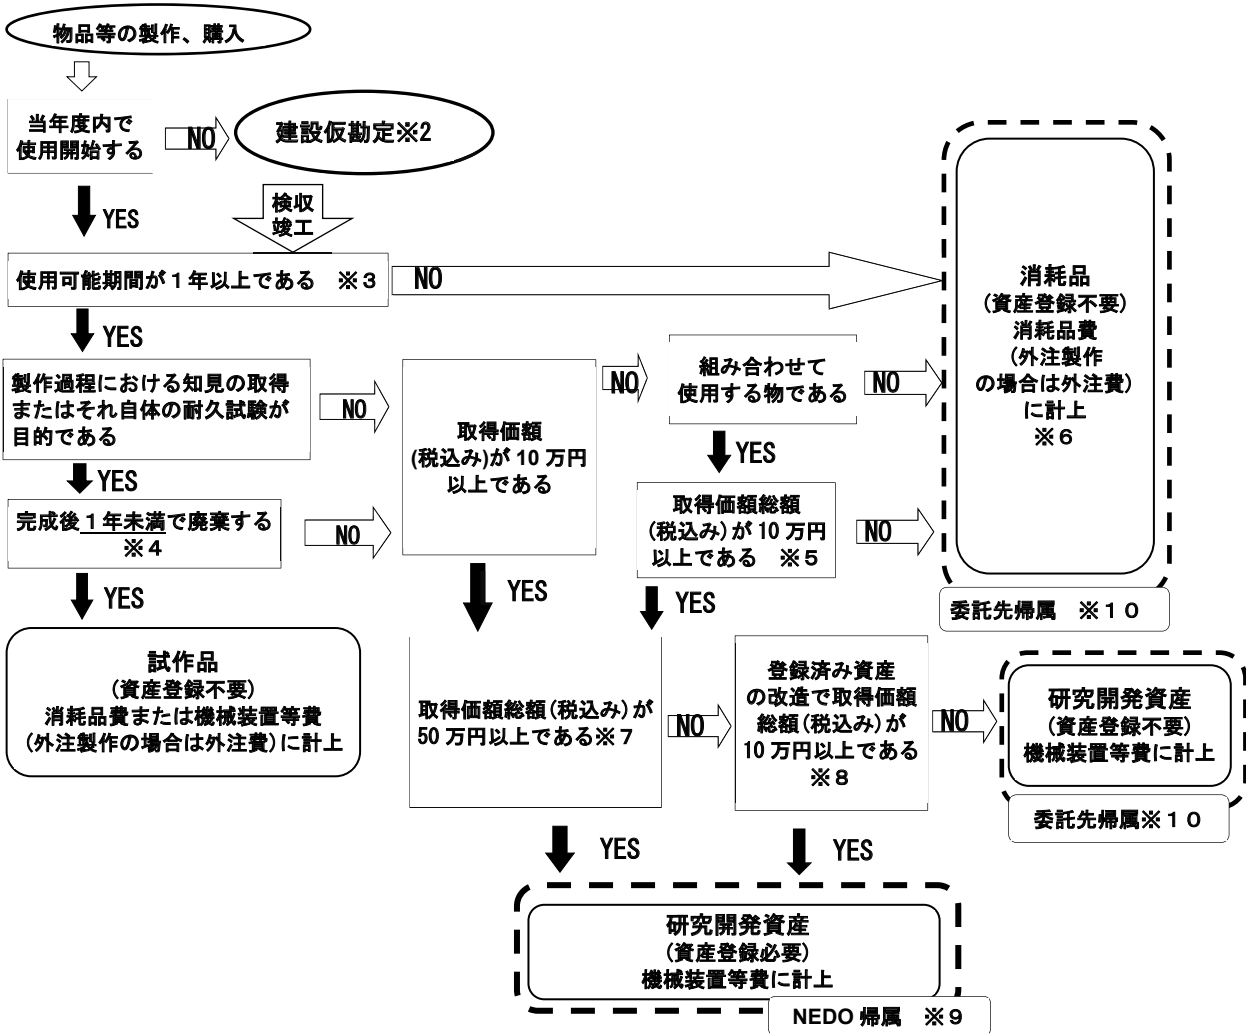 物品等の製作、購入
当年度内で
使用開始する
NO
建設仮勘定※2
YES
検収
竣工
使用可能期間が１年以上である　※３
NO
YES
製作過程における知見の取得
またはそれ自体の耐久試験が
目的である
NO
YES
完成後１年未満で廃棄する
※４
NO
YES
試作品
(資産登録不要)
消耗品費または機械装置等費
(外注製作の場合は外注費)に計上
取得価額
(税込み)が 10 万円
以上である
NO
YES
組み合わせて
使用する物である
NO
YES
取得価額総額
(税込み)が 10 万円
以上である　※５
NO
YES
消耗品
(資産登録不要)
消耗品費
(外注製作
の場合は外注費)
に計上
※６
委託先帰属　※１０
取得価額総額(税込み)が
50 万円以上である※７
NO
YES
登録済み資産
の改造で取得価額
総額(税込み)が
10 万円以上である
※８
NO
YES
研究開発資産
(資産登録不要)
機械装置等費に計上
委託先帰属※１０
研究開発資産
(資産登録必要)
機械装置等費に計上
NEDO 帰属　※９